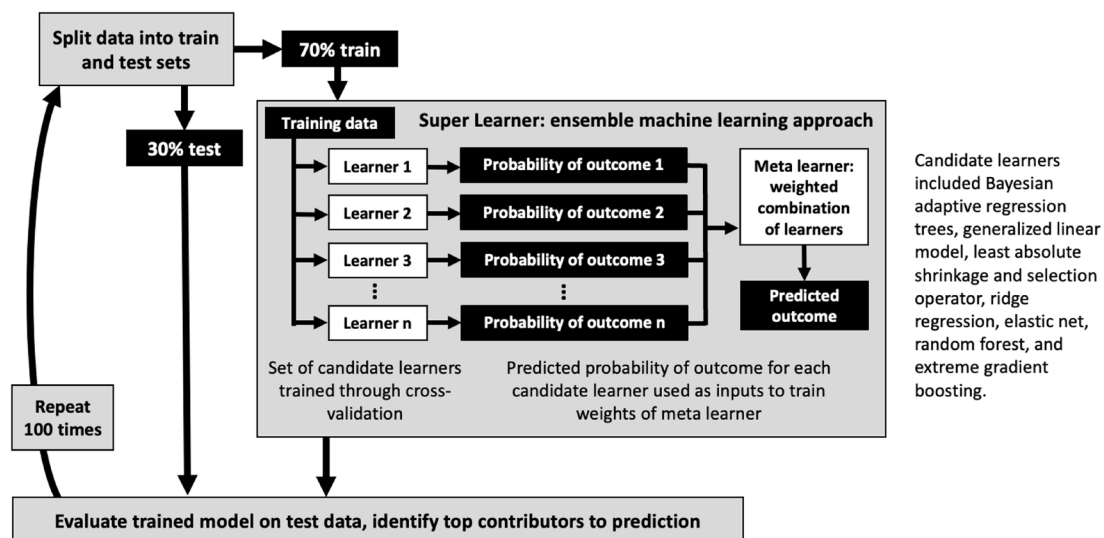 Split data into train
and test sets
70% train
30% test
Training data
Super Learner: ensemble machine learning approach
Learner 1
Probability of outcome 1
Learner 2
Probability of outcome 2
Learner 3
Probability of outcome 3
Learner n
Probability of outcome n
Meta learner:
weighted
combination
of learners
Predicted
outcome
Set of candidate learners
trained through cross-
validation
Predicted probability of outcome for each
candidate learner used as inputs to train
weights of meta learner
Candidate learners
included Bayesian
adaptive regression
trees, generalized linear
model, least absolute
shrinkage and selection
operator, ridge
regression, elastic net,
random forest, and
extreme gradient
boosting.
Repeat
100 times
Evaluate trained model on test data, identify top contributors to prediction